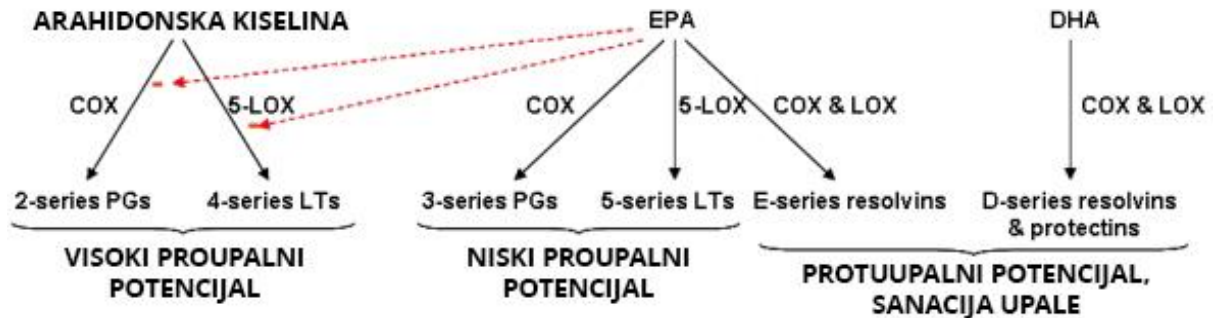 ARAHIDONSKA KISELINA
EPA
DHA
COX
5-LOX
COX
5-LOX
COX & LOX
COX & LOX
2-series PGs
4-series LTs
3-series PGs
5-series LTs
E-series resolvins
D-series resolvins
& protectins
VISOKI PROUPALNI
POTENCIJAL
NISKI PROUPALNI
POTENCIJAL
PROTUUPALNI POTENCIJAL,
SANACIJA UPALE